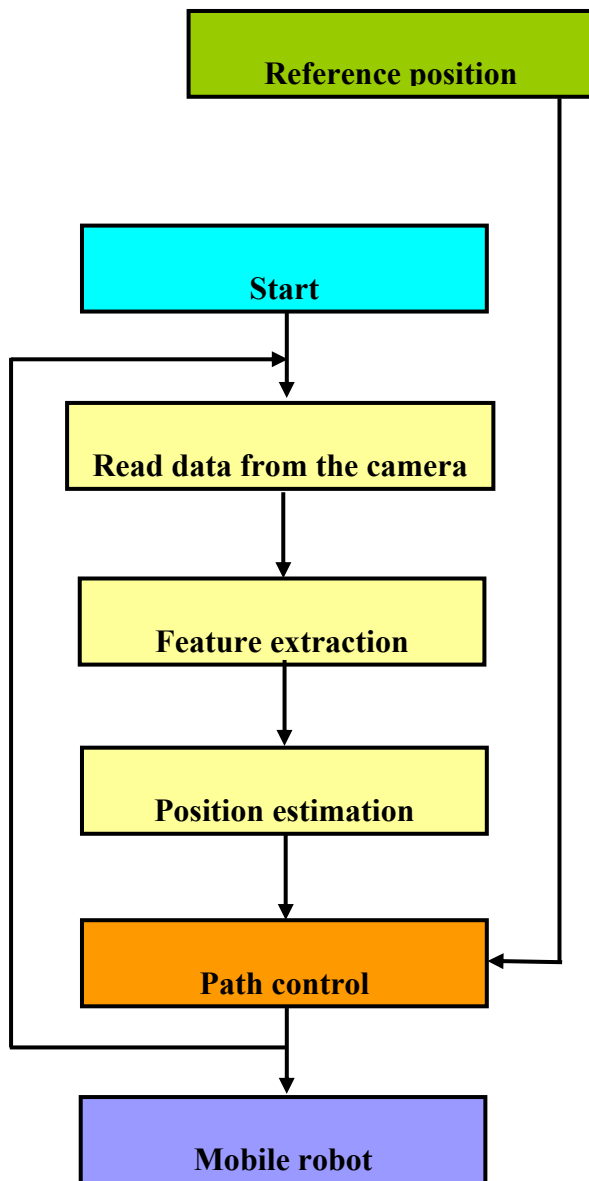 Reference position
Start
Read data from the camera
Feature extraction
Position estimation
Path control
Mobile robot